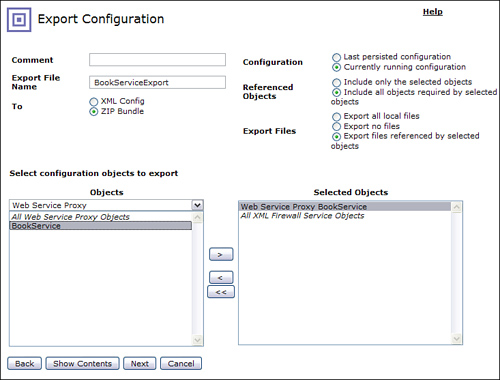 Export Configuration
Help
Comment
Export File
Name
BookServiceExport
To
XML Config
ZIP Bundle
Configuration
Last persisted configuration
Currently running configuration
Referenced
Objects
Include only the selected objects
Include all objects required by selected
objects
Export Files
Export all local files
Export no files
Export files referenced by selected
objects
Select configuration objects to export
Objects
Web Service Proxy
All Web Service Proxy Objects
BookService
>
<
<<
Selected Objects
Web Service Proxy BookService
All XML Firewall Service Objects
Back
Show Contents
Next
Cancel